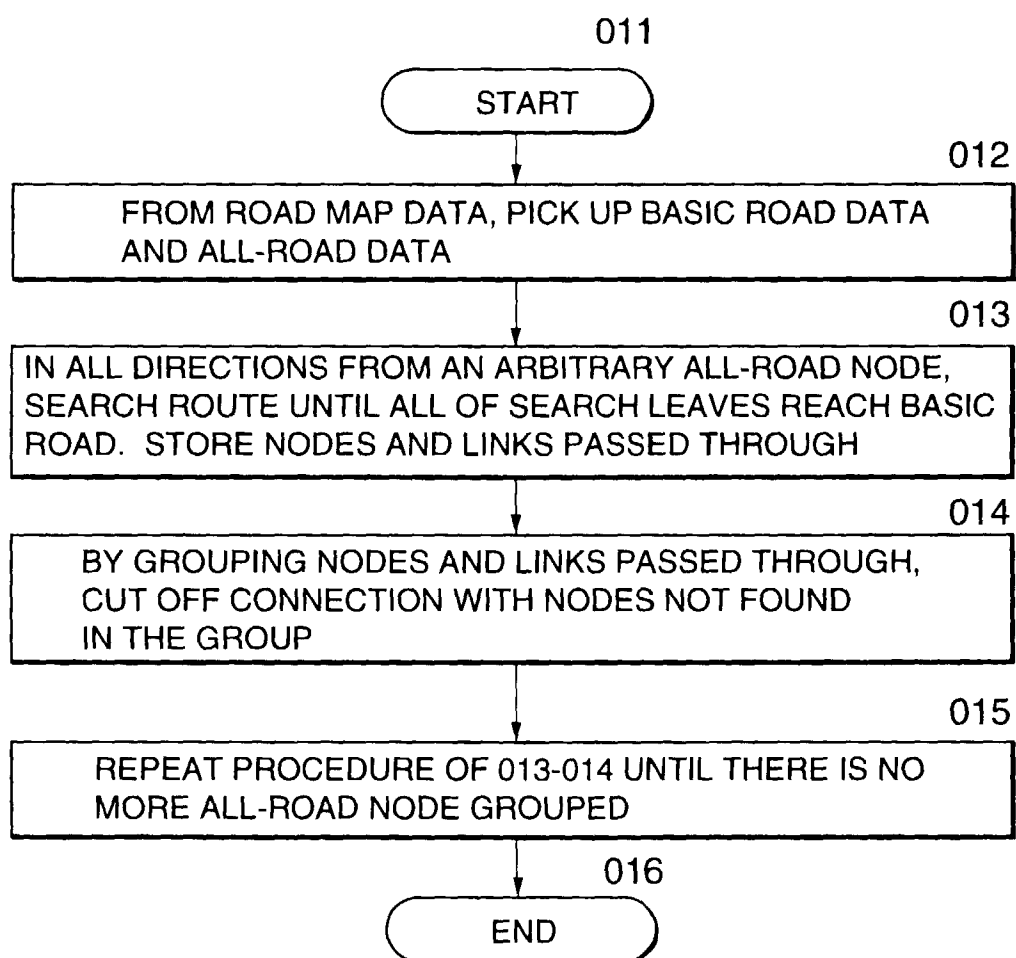 011
START
012
FROM ROAD MAP DATA, PICK UP BASIC ROAD DATA
AND ALL-ROAD DATA
013
IN ALL DIRECTIONS FROM AN ARBITRARY ALL-ROAD NODE,
SEARCH ROUTE UNTIL ALL OF SEARCH LEAVES REACH BASIC
ROAD. STORE NODES AND LINKS PASSED THROUGH
014
BY GROUPING NODES AND LINKS PASSED THROUGH,
CUT OFF CONNECTION WITH NODES NOT FOUND
IN THE GROUP
015
REPEAT PROCEDURE OF 013-014 UNTIL THERE IS NO
MORE ALL-ROAD NODE GROUPED
016
END